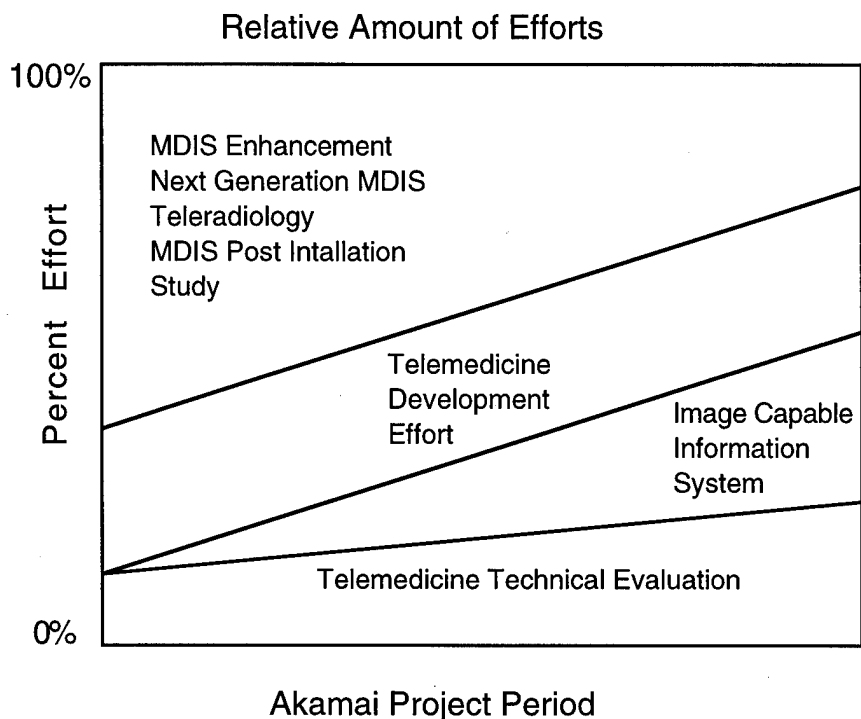 Relative Amount of Efforts
100%
MDIS Enhancement
Next Generation MDIS
Teleradiology
MDIS Post Intallation
Study
Percent Effort
Telemedicine
Development
Effort
Image Capable
Information
System
Telemedicine Technical Evaluation
0%
Akamai Project Period